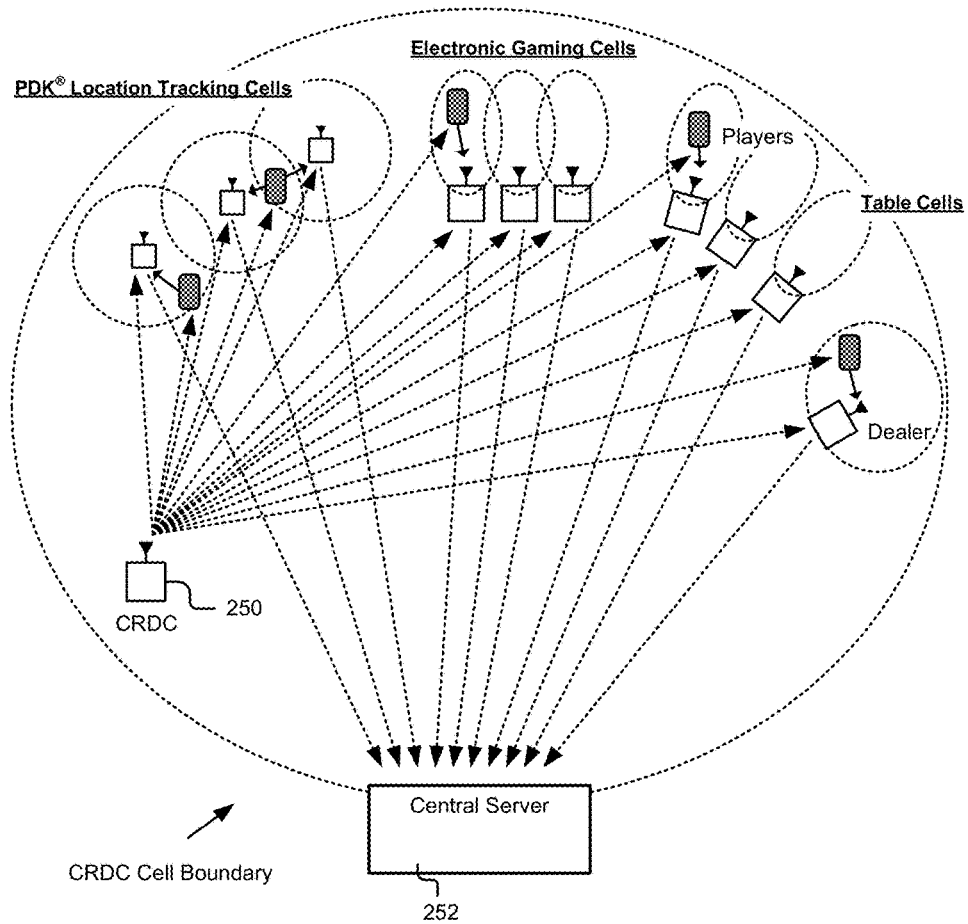 Electronic Gaming Cells
PDK® Location Tracking Cells
Players
Table Cells
Dealer
250
CRDC
Central Server
CRDC Cell Boundary
252